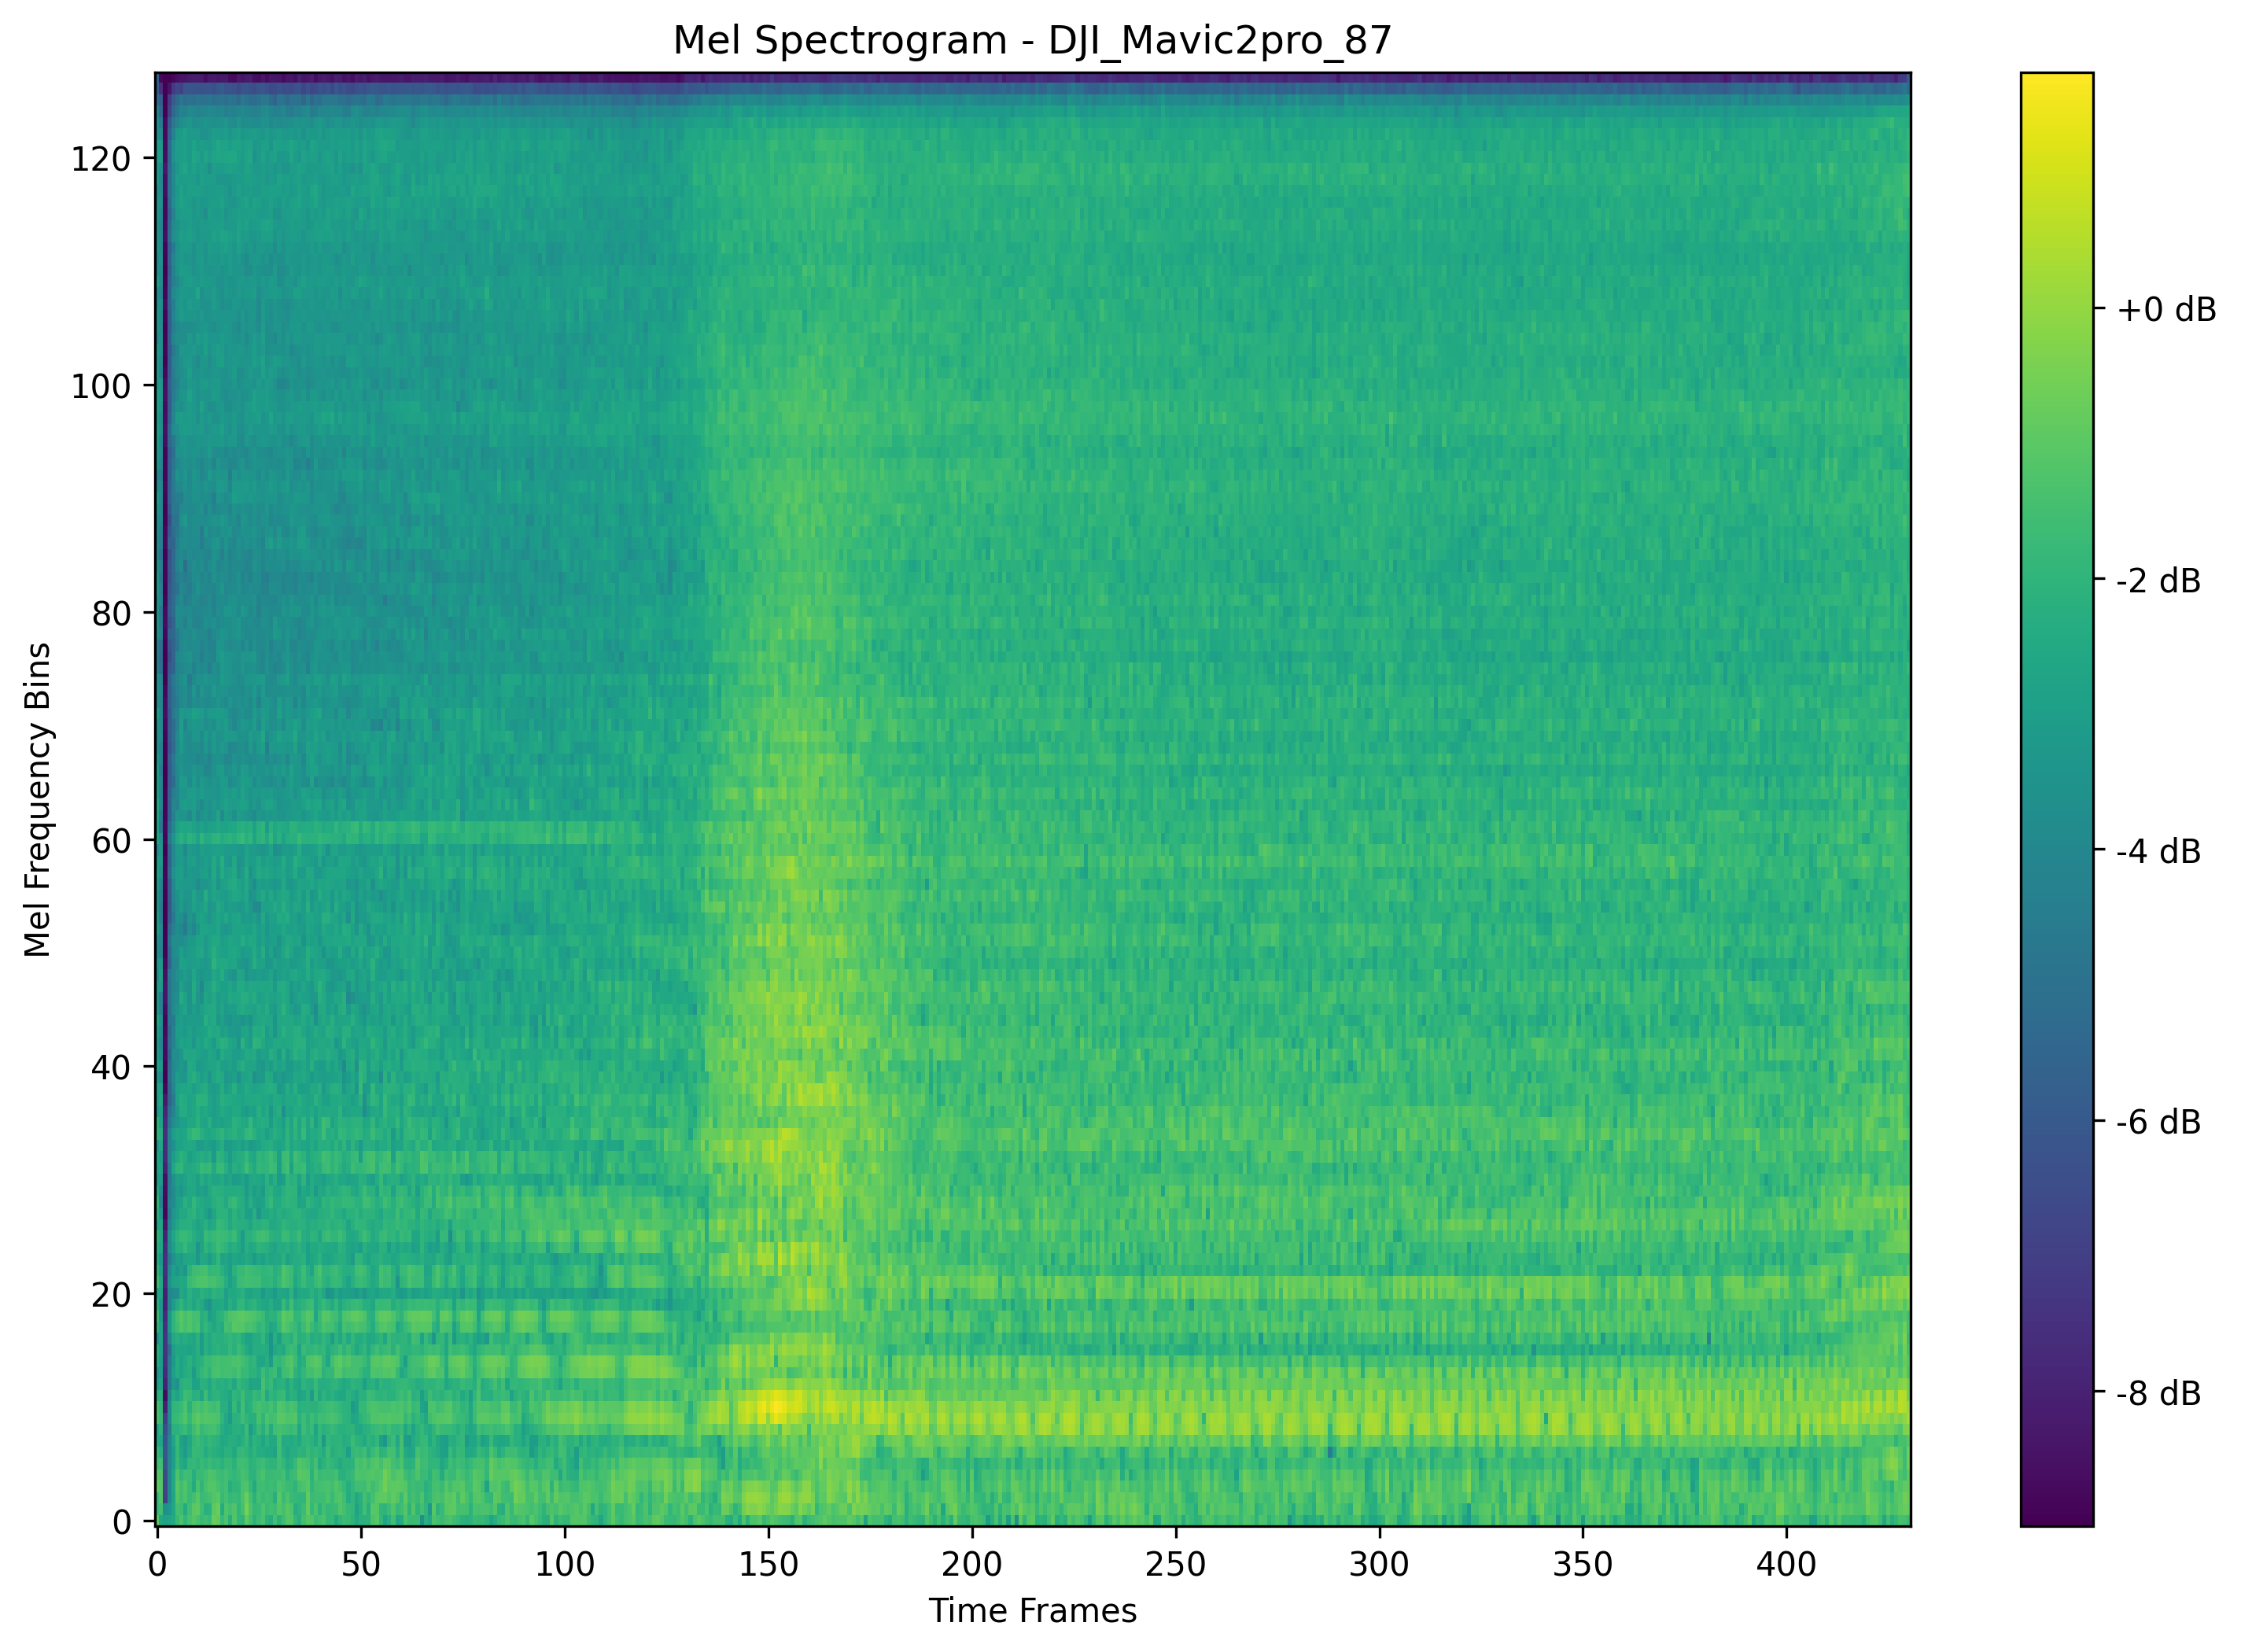 Mel Spectrogram - DJI_Mavic2pro_87
Mel Frequency Bins
120
100
80
60
40
20
0
0 50 100 150 200 250 300 350 400
Time Frames
+0 dB
-2 dB
-4 dB
-6 dB
-8 dB